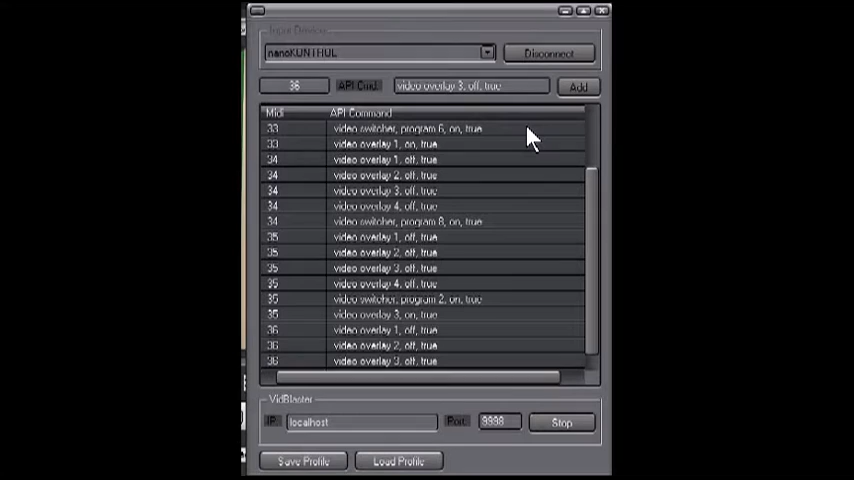 Input Devices
nanoKONTROL
Disconnect
36 API Cmd: video overlay 3, off, true Add
Midi API Command
33 video switcher, program 6, on, true
33 video overlay 1, on, true
34 video overlay 1, off, true
34 video overlay 2, off, true
34 video overlay 3, off, true
34 video overlay 4, off, true
34 video switcher, program 8, on, true
35 video overlay 1, off, true
35 video overlay 2, off, true
35 video overlay 3, off, true
35 video overlay 4, off, true
35 video switcher, program 2, on, true
35 video overlay 3, on, true
36 video overlay 1, off, true
36 video overlay 2, off, true
36 video overlay 3, off, true
VidBlaster
IP: localhost Port: 9998 Stop
Save Profile Load Profile